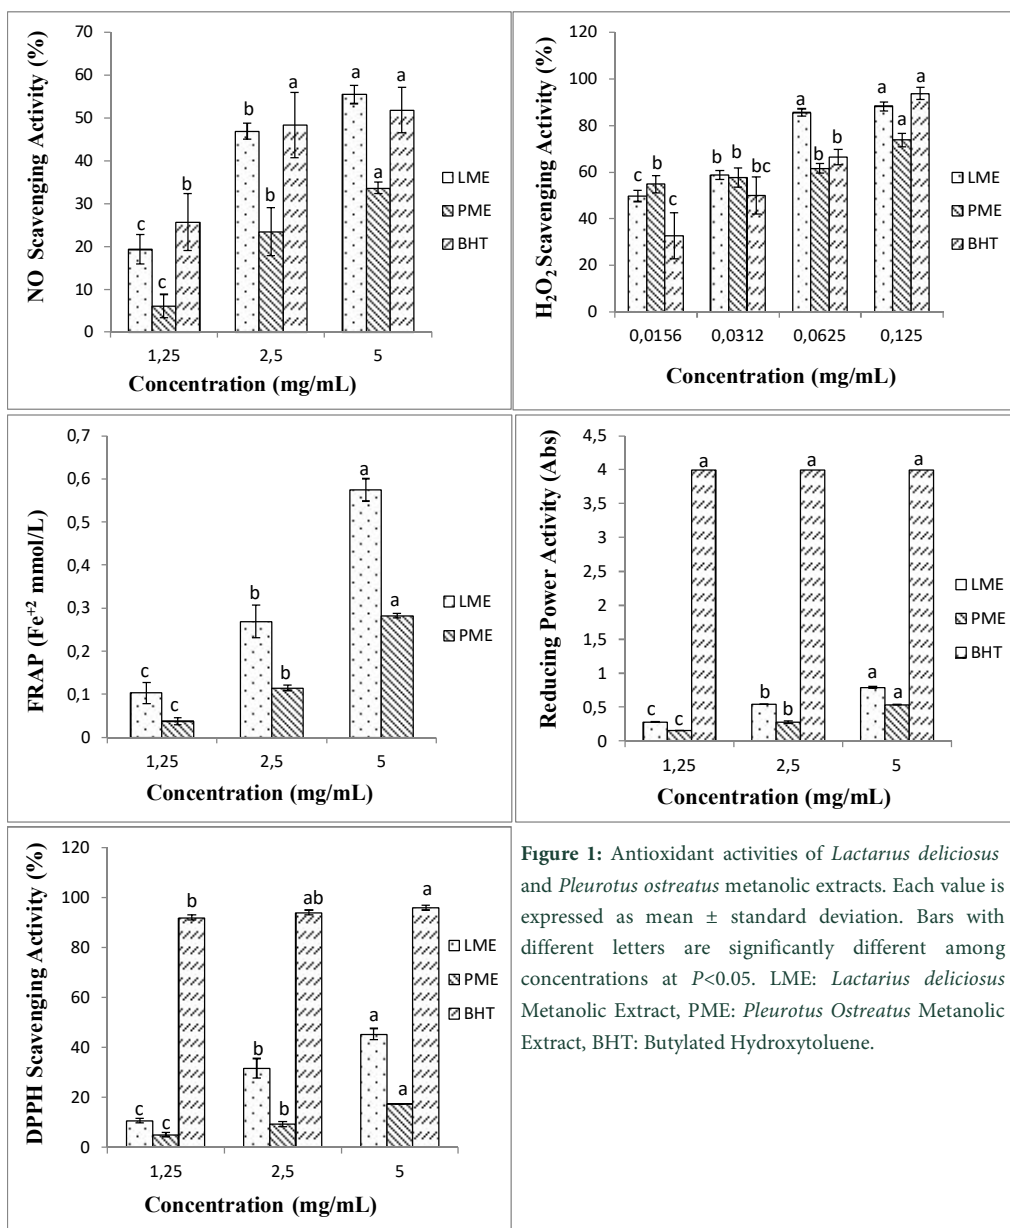 NO Scavenging Activity (%)
70
60
50
40
30
20
10
0
c
c
b
b
b
a
a
a
a
1,25
2,5
5
Concentration (mg/mL)
LME
PME
BHT
H₂O₂ Scavenging Activity (%)
120
100
80
60
40
20
0
c
b
c
b
b
bc
a
b
b
a
a
a
0,0156
0,0312
0,0625
0,125
Concentration (mg/mL)
LME
PME
BHT
FRAP (Fe⁺² mmol/L)
0,7
0,6
0,5
0,4
0,3
0,2
0,1
0
c
c
b
b
a
a
1,25
2,5
5
Concentration (mg/mL)
LME
PME
Reducing Power Activity (Abs)
4,5
4
3,5
3
2,5
2
1,5
1
0,5
0
c
c
a
b
b
a
a
a
a
1,25
2,5
5
Concentration (mg/mL)
LME
PME
BHT
DPPH Scavenging Activity (%)
120
100
80
60
40
20
0
c
c
b
b
b
ab
a
a
a
1,25
2,5
5
Concentration (mg/mL)
LME
PME
BHT
Figure 1: Antioxidant activities of Lactarıus deliciosus
and Pleurotus ostreatus metanolic extracts. Each value is
expressed as mean ± standard deviation. Bars with
different letters are significantly different among
concentrations at P<0.05. LME: Lactarius deliciosus
Metanolic Extract, PME: Pleurotus Ostreatus Metanolic
Extract, BHT: Butylated Hydroxytoluene.